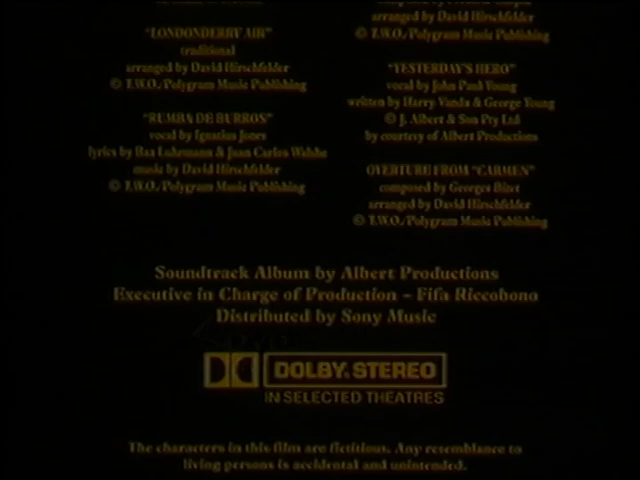 arranged by David Hirschfelder
© T.W.O./Polygram Music Publishing
"LONDONDERRY AIR"
traditional
arranged by David Hirschfelder
© T.W.O./Polygram Music Publishing
"RUMBA DE BURROS"
vocal by Ignatius Jones
lyrics by Baz Luhrmann & Juan Carlos Walshe
music by David Hirschfelder
© T.W.O./Polygram Music Publishing
"YESTERDAY'S HERO"
vocal by John Paul Young
written by Harry Vanda & George Young
© J. Albert & Son Pty Ltd
by courtesy of Albert Productions
OVERTURE FROM "CARMEN"
composed by Georges Bizet
arranged by David Hirschfelder
© T.W.O./Polygram Music Publishing
Soundtrack Album by Albert Productions
Executive in Charge of Production – Fifa Riccobono
Distributed by Sony Music
DOLBY STEREO
IN SELECTED THEATRES
The characters in this film are fictitious. Any resemblance to
living persons is accidental and unintended.